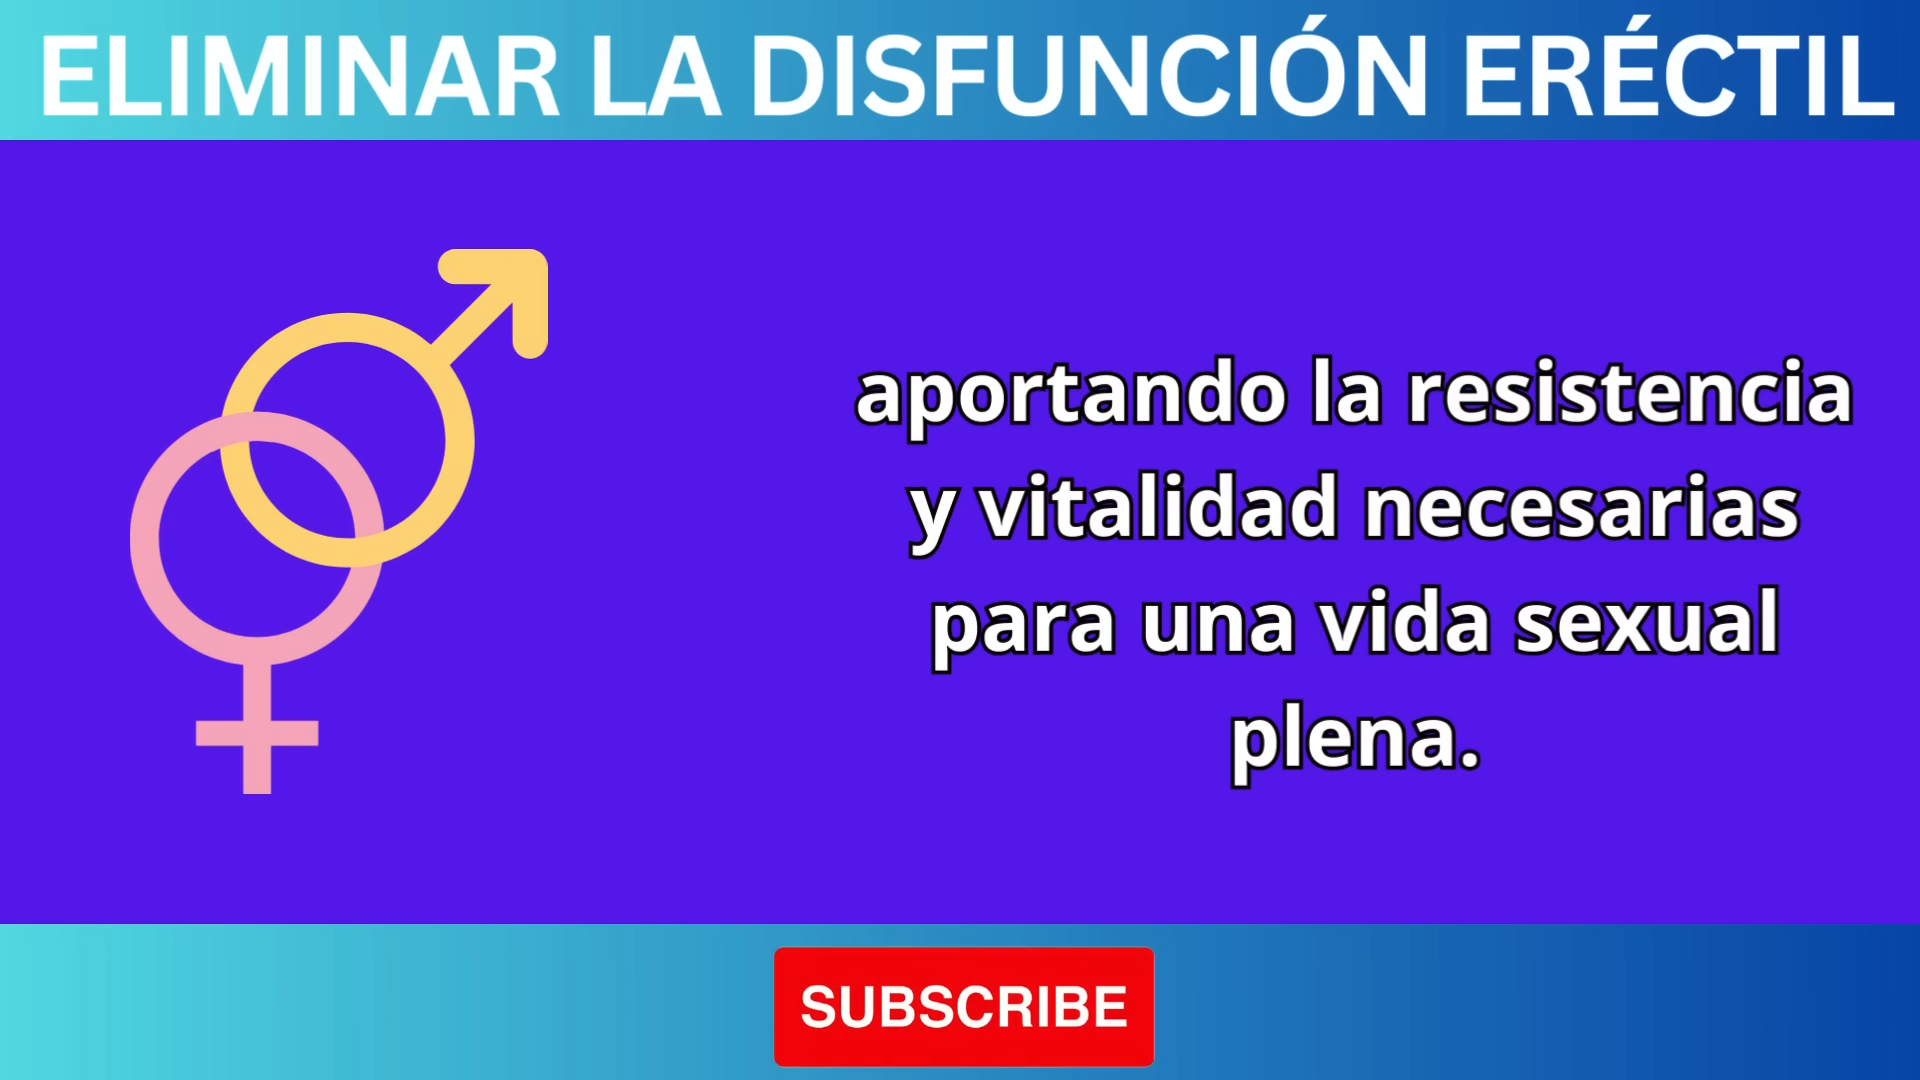 ELIMINAR LA DISFUNCIÓN ERÉCTIL
aportando la resistencia
y vitalidad necesarias
para una vida sexual
plena.
SUBSCRIBE